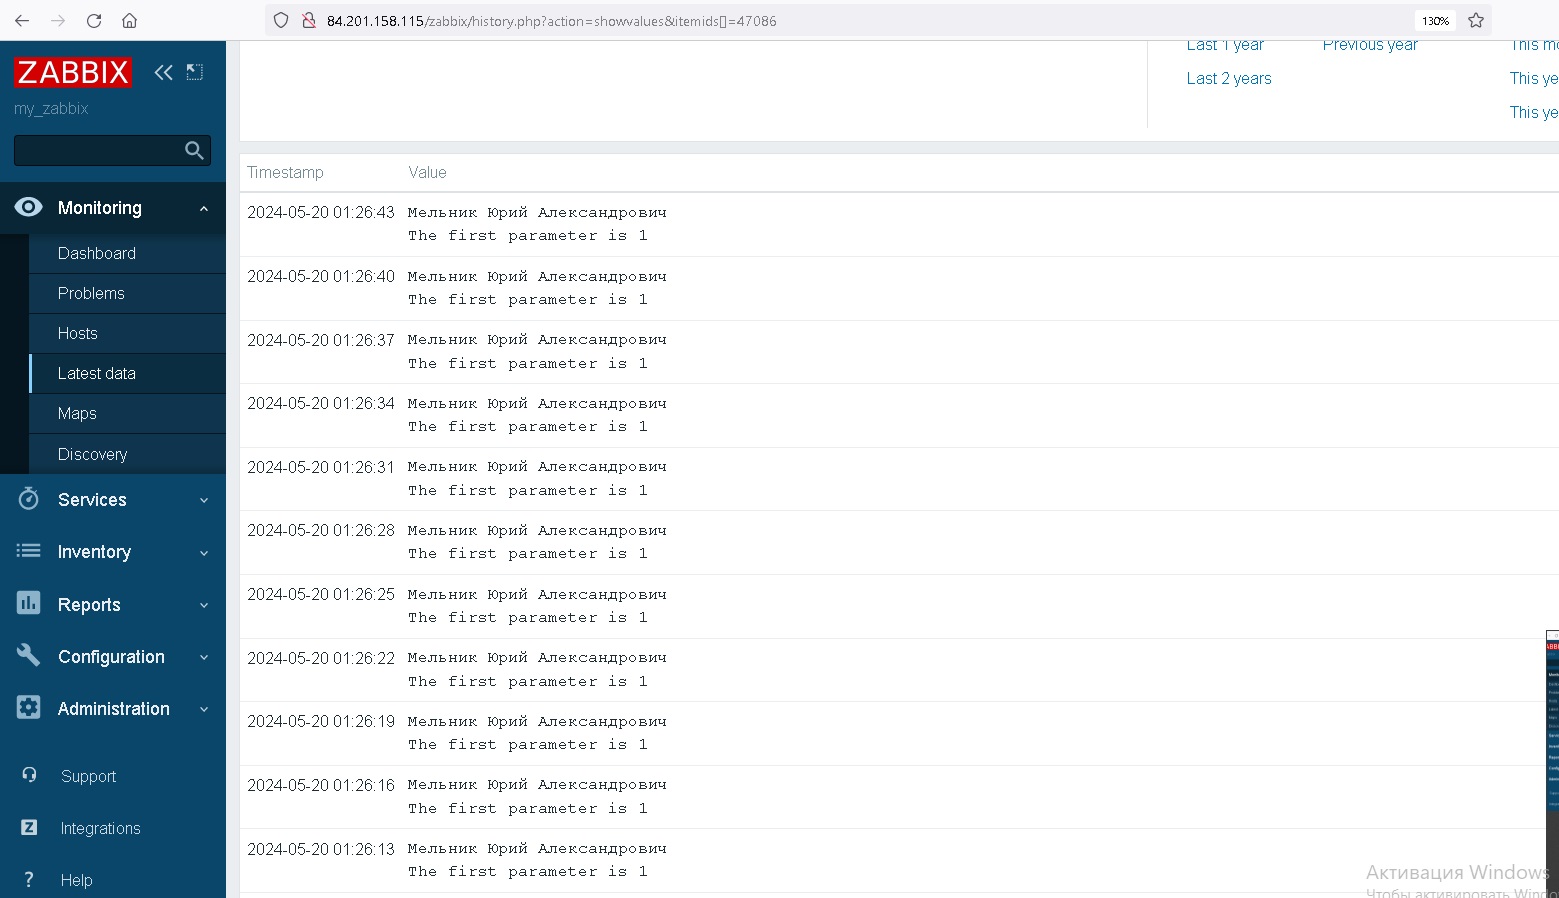 84.201.158.115/zabbix/history.php?action=showvalues&itemids[]=47086
130%
ZABBIX
my_zabbix
Monitoring
Dashboard
Problems
Hosts
Latest data
Maps
Discovery
Services
Inventory
Reports
Configuration
Administration
Support
Integrations
Help
Last 1 year Previous year
Last 2 years This ye
This ye
Timestamp Value
2024-05-20 01:26:43 Мельник Юрий Александрович
The first parameter is 1
2024-05-20 01:26:40 Мельник Юрий Александрович
The first parameter is 1
2024-05-20 01:26:37 Мельник Юрий Александрович
The first parameter is 1
2024-05-20 01:26:34 Мельник Юрий Александрович
The first parameter is 1
2024-05-20 01:26:31 Мельник Юрий Александрович
The first parameter is 1
2024-05-20 01:26:28 Мельник Юрий Александрович
The first parameter is 1
2024-05-20 01:26:25 Мельник Юрий Александрович
The first parameter is 1
2024-05-20 01:26:22 Мельник Юрий Александрович
The first parameter is 1
2024-05-20 01:26:19 Мельник Юрий Александрович
The first parameter is 1
2024-05-20 01:26:16 Мельник Юрий Александрович
The first parameter is 1
2024-05-20 01:26:13 Мельник Юрий Александрович
The first parameter is 1
Активация Windows
Чтобы активировать Windo